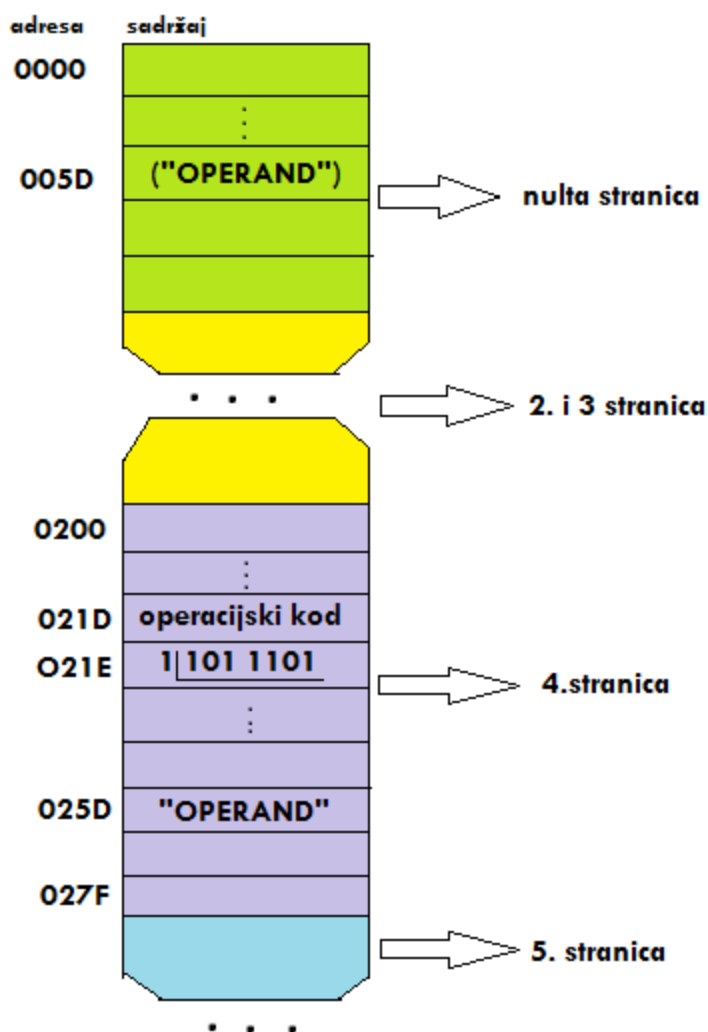 adresa sadržaj
0000
005D ("OPERAND")
nulta stranica
2. i 3 stranica
0200
021D operacijski kod
O21E 1 101 1101
4.stranica
025D "OPERAND"
027F
5. stranica